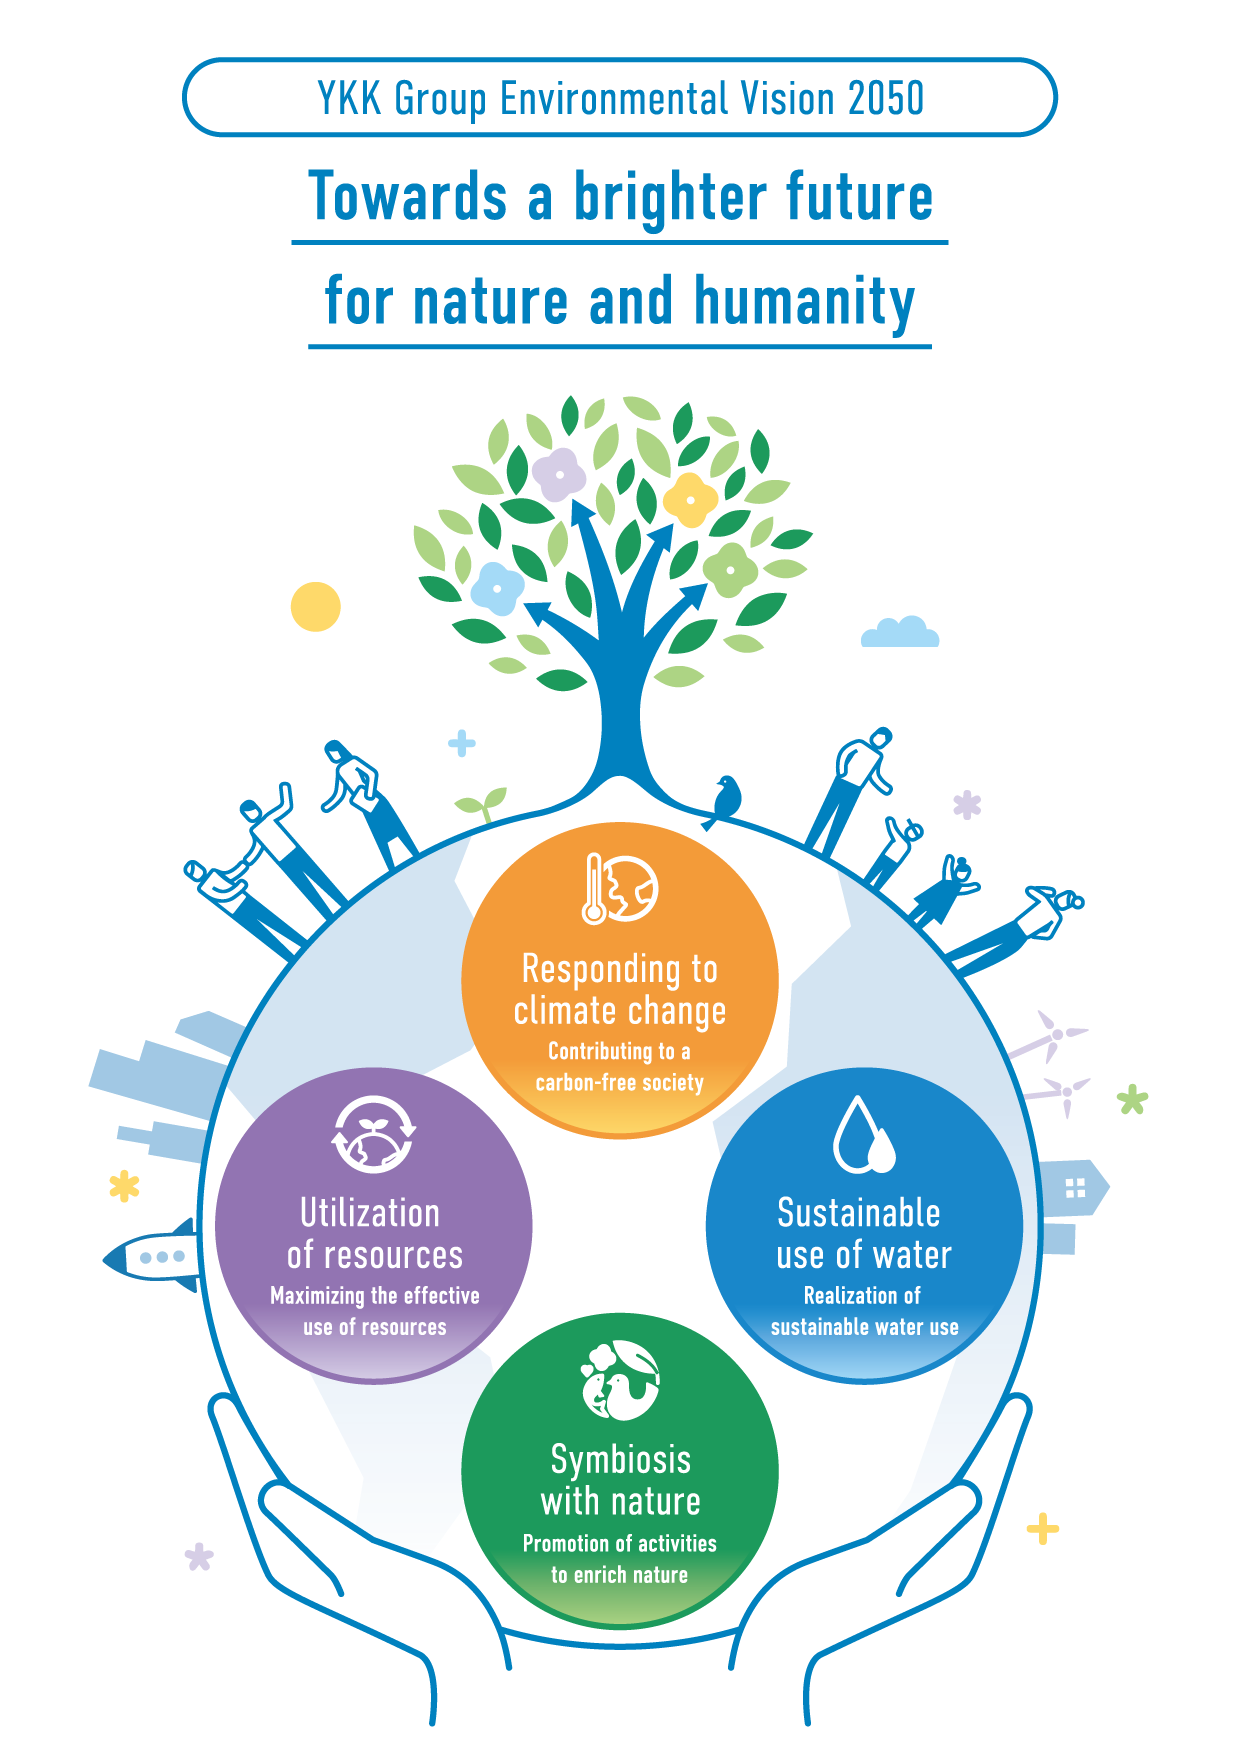 YKK Group Environmental Vision 2050
Towards a brighter future
for nature and humanity
Responding to
climate change
Contributing to a
carbon-free society
Utilization
of resources
Maximizing the effective
use of resources
Sustainable
use of water
Realization of
sustainable water use
Symbiosis
with nature
Promotion of activities
to enrich nature